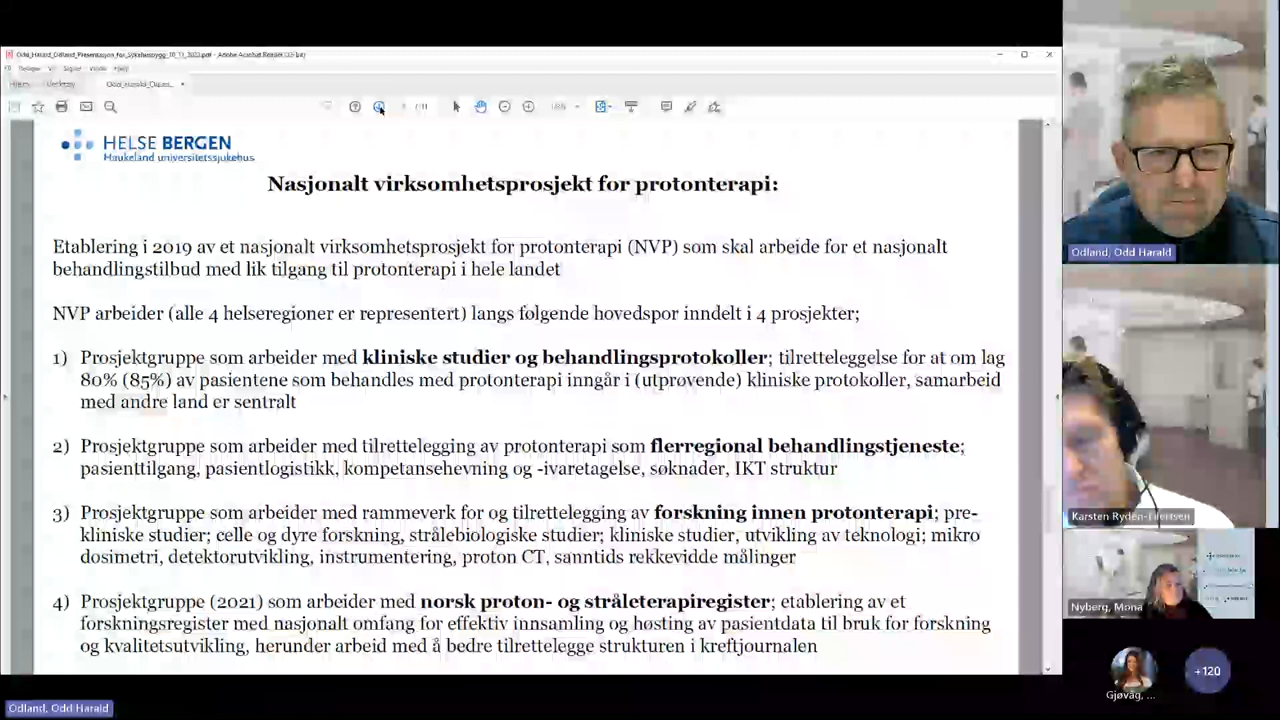 Odd_Harald_Odland_Presentasjon_for_Sykehusbygg_10_11_2023.pdf - Adobe Acrobat Reader (32-bit)
HELSE BERGEN
Haukeland universitetssjukehus
Nasjonalt virksomhetsprosjekt for protonterapi:
Etablering i 2019 av et nasjonalt virksomhetsprosjekt for protonterapi (NVP) som skal arbeide for et nasjonalt
behandlingstilbud med lik tilgang til protonterapi i hele landet
NVP arbeider (alle 4 helseregioner er representert) langs følgende hovedspor inndelt i 4 prosjekter;
1) Prosjektgruppe som arbeider med kliniske studier og behandlingsprotokoller; tilretteleggelse for at om lag
80% (85%) av pasientene som behandles med protonterapi inngår i (utprøvende) kliniske protokoller, samarbeid
med andre land er sentralt
2) Prosjektgruppe som arbeider med tilrettelegging av protonterapi som flerregional behandlingstjeneste;
pasienttilgang, pasientlogistikk, kompetansehevning og -ivaretagelse, søknader, IKT struktur
3) Prosjektgruppe som arbeider med rammeverk for og tilrettelegging av forskning innen protonterapi; pre-
kliniske studier; celle og dyre forskning, strålebiologiske studier; kliniske studier, utvikling av teknologi; mikro
dosimetri, detektorutvikling, instrumentering, proton CT, sanntids rekkevidde målinger
4) Prosjektgruppe (2021) som arbeider med norsk proton- og stråleterapiregister; etablering av et
forskningsregister med nasjonalt omfang for effektiv innsamling og høsting av pasientdata til bruk for forskning
og kvalitetsutvikling, herunder arbeid med å bedre tilrettelegge strukturen i kreftjournalen
Odland, Odd Harald
Karsten
Nyberg, Mona
Gjøvåg, ...
+120
Odland, Odd Harald